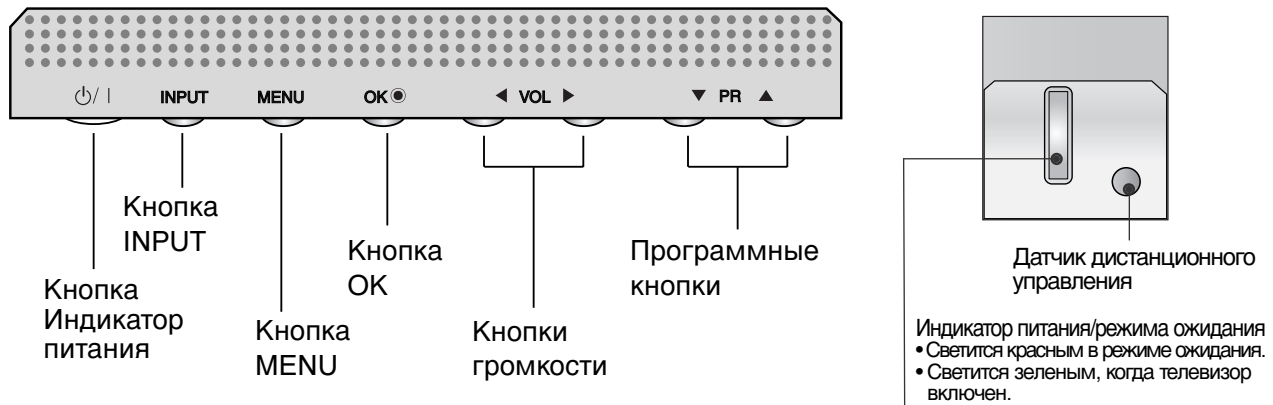 ⏻/ I INPUT MENU OK◉ ◀ VOL ▶ ▼ PR ▲
Кнопка
Индикатор
питания
Кнопка
INPUT
Кнопка
MENU
Кнопка
OK
Кнопки
громкости
Программные
кнопки
Датчик дистанционного
управления
Индикатор питания/режима ожидания
• Светится красным в режиме ожидания.
• Светится зеленым, когда телевизор
включен.